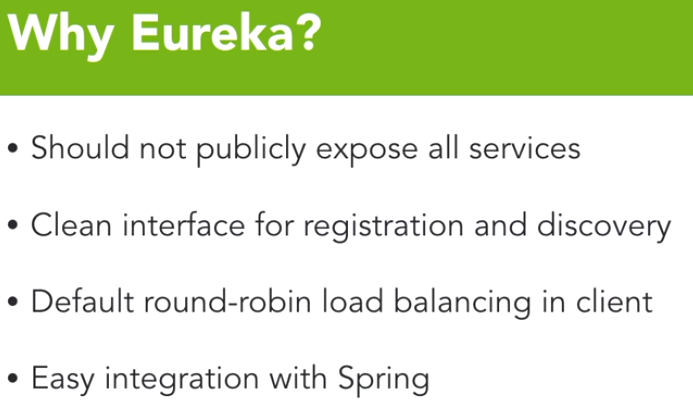 Why Eureka?
• Should not publicly expose all services
• Clean interface for registration and discovery
• Default round-robin load balancing in client
• Easy integration with Spring